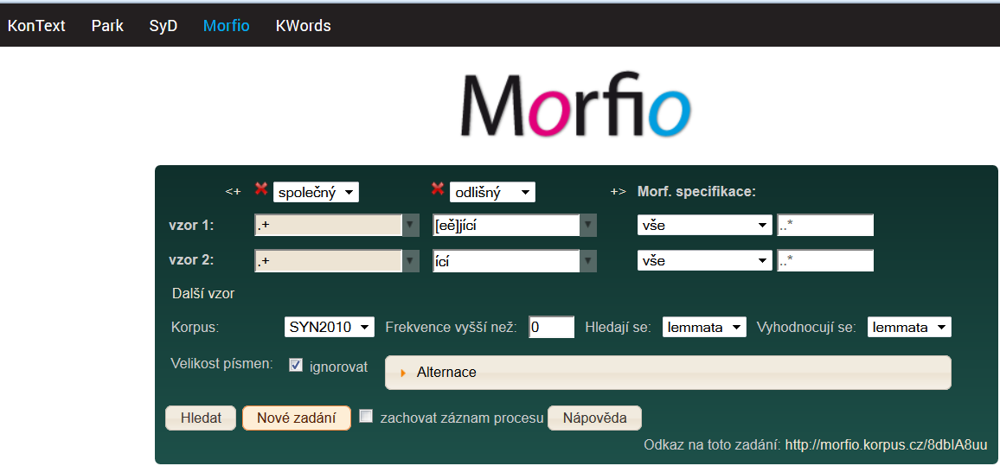 KonText Park SyD Morfio KWords
Morfio
<+ společný odlišný +> Morf. specifikace:
vzor 1: .+ [eě]jící vše ..*
vzor 2: .+ ící vše ..*
Další vzor
Korpus: SYN2010 Frekvence vyšší než: 0 Hledají se: lemmata Vyhodnocují se: lemmata
Velikost písmen: ignorovat Alternace
Hledat Nové zadání zachovat záznam procesu Nápověda
Odkaz na toto zadání: http://morfio.korpus.cz/8dblA8uu